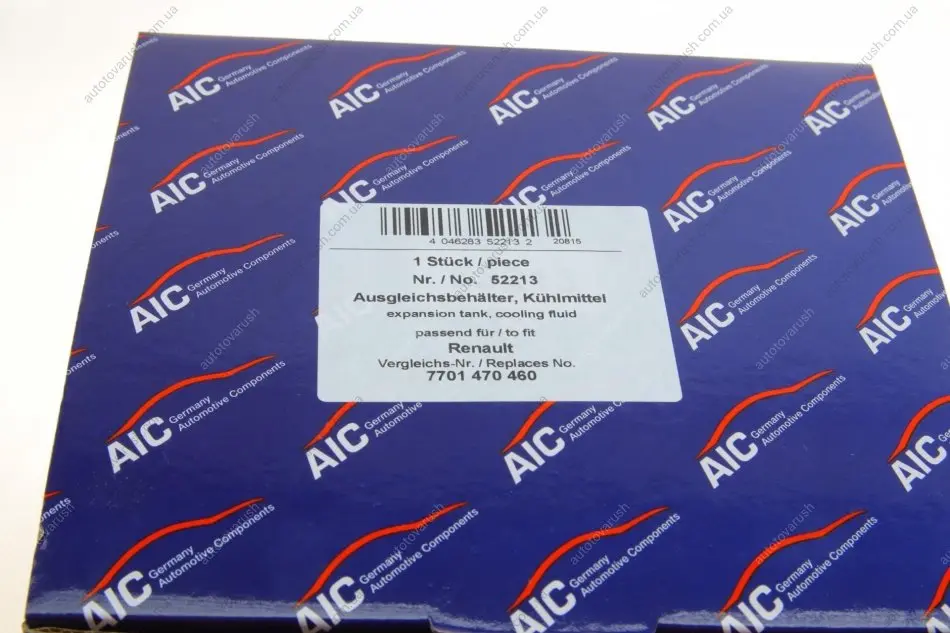 AIC Germany
Automotive Components
4 046283 52213 2 20815
1 Stück / piece
Nr. / No. 52213
Ausgleichsbehälter, Kühlmittel
expansion tank, cooling fluid
passend für / to fit
Renault
Vergleichs-Nr. / Replaces No.
7701 470 460
autotovarush.com.ua